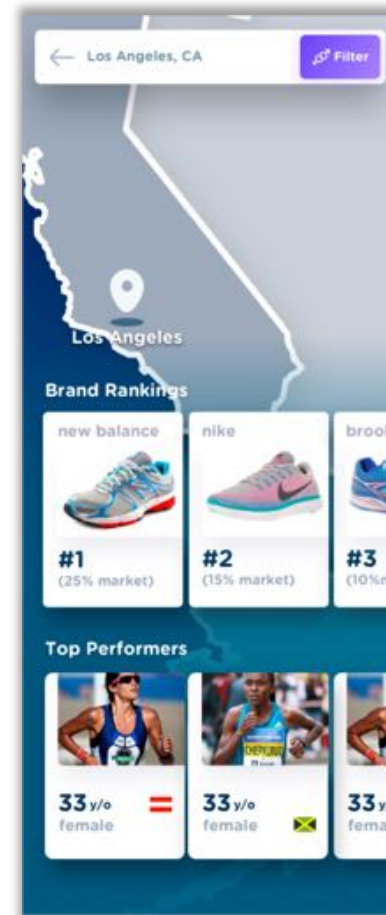 Los Angeles, CA
Filter
Los Angeles
Brand Rankings
new balance
nike
#1
#2
#3
(25% market)
(15% market)
Top Performers
33 y/o
33 y/o
33
female
female